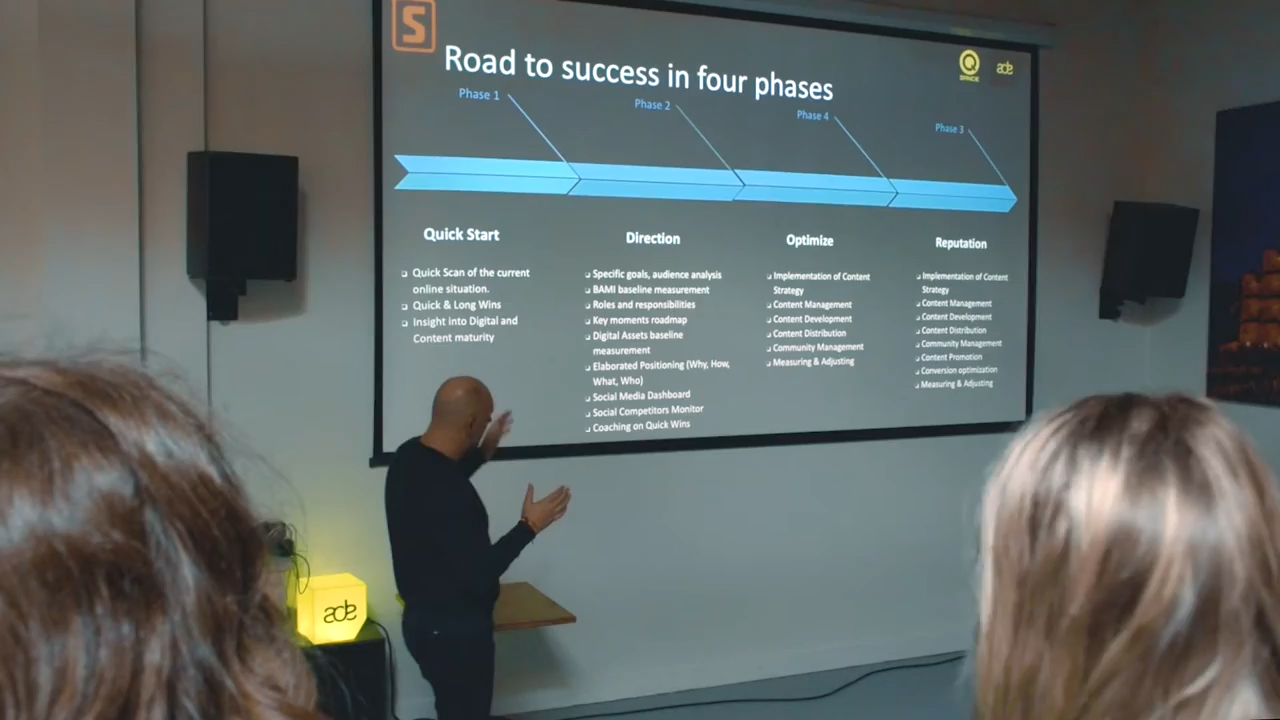 S
Road to success in four phases
Q
SPACE
ade
Phase 1
Phase 2
Phase 4
Phase 3
Quick Start
❑ Quick Scan of the current
online situation.
❑ Quick & Long Wins
❑ Insight into Digital and
Content maturity
Direction
❑ Specific goals, audience analysis
❑ BAMI baseline measurement
❑ Roles and responsibilities
❑ Key moments roadmap
❑ Digital Assets baseline
measurement
❑ Elaborated Positioning (Why, How,
What, Who)
❑ Social Media Dashboard
❑ Social Competitors Monitor
❑ Coaching on Quick Wins
Optimize
❑ Implementation of Content
Strategy
❑ Content Management
❑ Content Development
❑ Content Distribution
❑ Community Management
❑ Measuring & Adjusting
Reputation
❑ Implementation of Content
Strategy
❑ Content Management
❑ Content Development
❑ Content Distribution
❑ Community Management
❑ Content Promotion
❑ Conversion optimization
❑ Measuring & Adjusting
ade